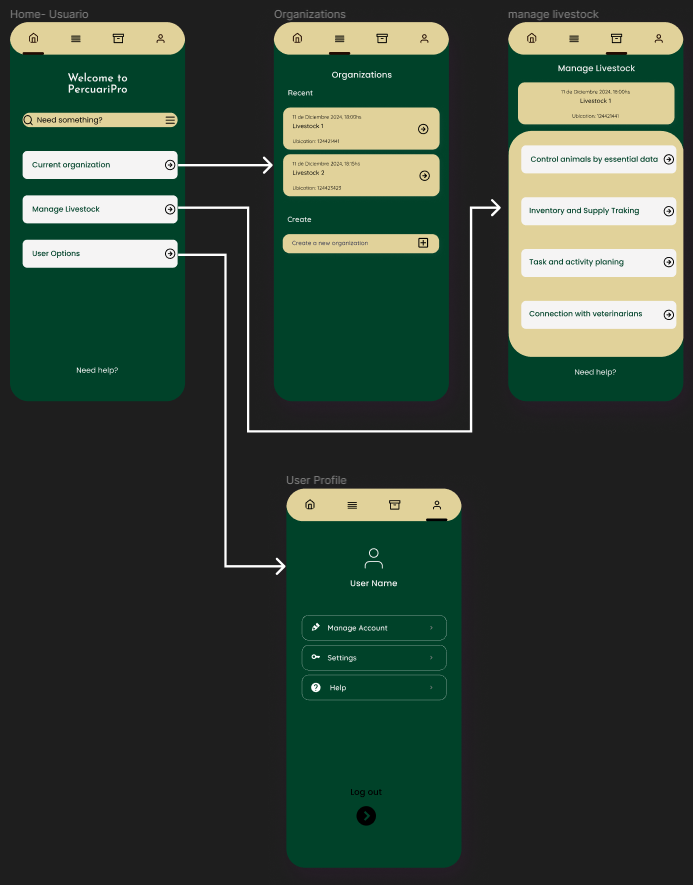 Home- Usuario
Welcome to
PercuariPro
Need something?
Current organization
Manage Livestock
User Options
Need help?
Organizations
Organizations
Recent
11 de Diciembre 2024, 18:00hs
Livestock 1
Ubication: 124421441
11 de Diciembre 2024, 18:15hs
Livestock 2
Ubication: 124421423
Create
Create a new organization
manage livestock
Manage Livestock
11 de Diciembre 2024, 18:00hs
Livestock 1
Ubication: 124421441
Control animals by essential data
Inventory and Supply Traking
Task and activity planing
Connection with veterinarians
Need help?
User Profile
User Name
Manage Account
Settings
Help
Log out